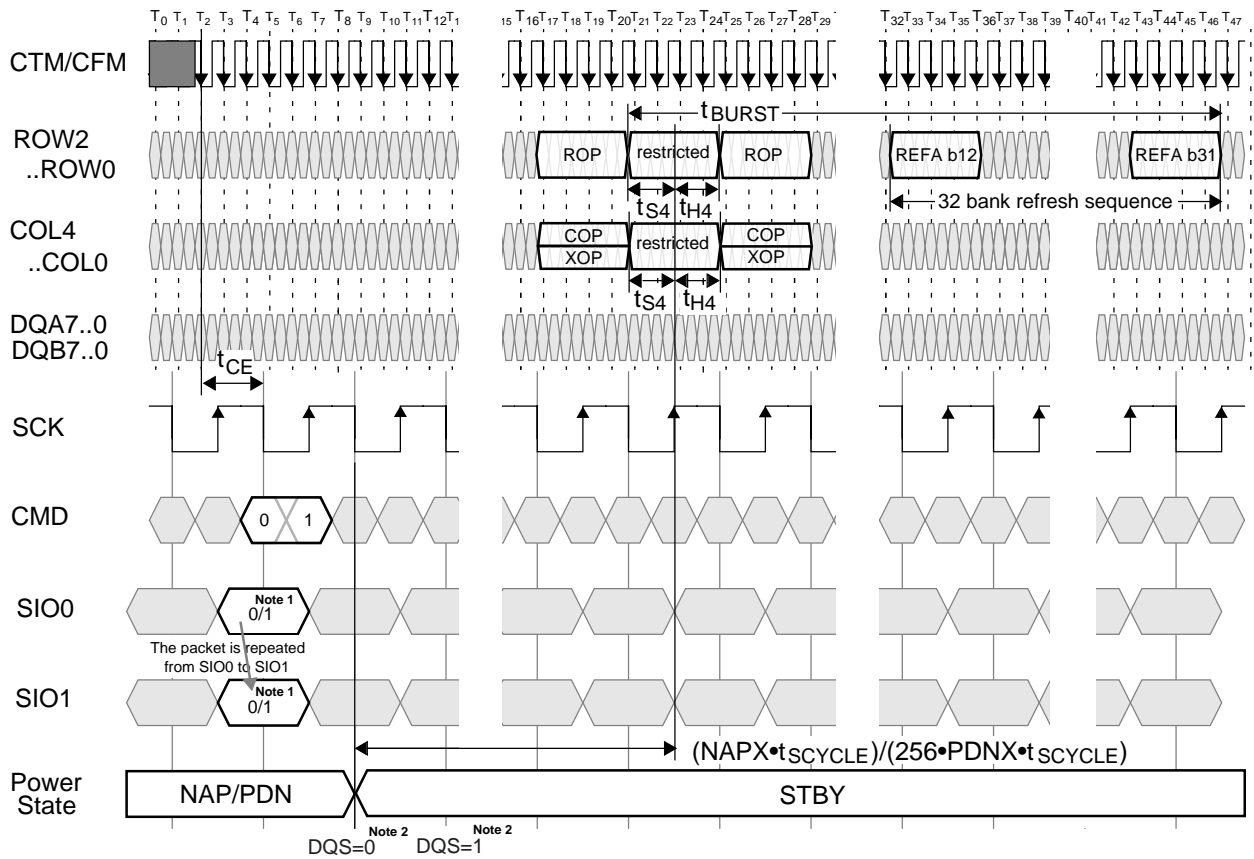 T0 T1 T2 T3 T4 T5 T6 T7 T8 T9 T10 T11 T12 T1 15 T16 T17 T18 T19 T20 T21 T22 T23 T24 T25 T26 T27 T28 T29 T32 T33 T34 T35 T36 T37 T38 T39 T40 T41 T42 T43 T44 T45 T46 T47
CTM/CFM
tBURST
ROW2
..ROW0
ROP restricted ROP REFA b12 REFA b31
tS4 tH4
32 bank refresh sequence
COL4
..COL0
COP restricted COP
XOP XOP
tS4 tH4
DQA7..0
DQB7..0
tCE
SCK
CMD
0 1
SIO0
Note 1
0/1
The packet is repeated
from SIO0 to SIO1
SIO1
Note 1
0/1
(NAPX•tSCYCLE)/(256•PDNX•tSCYCLE)
Power
State
NAP/PDN STBY
DQS=0 Note 2 DQS=1 Note 2